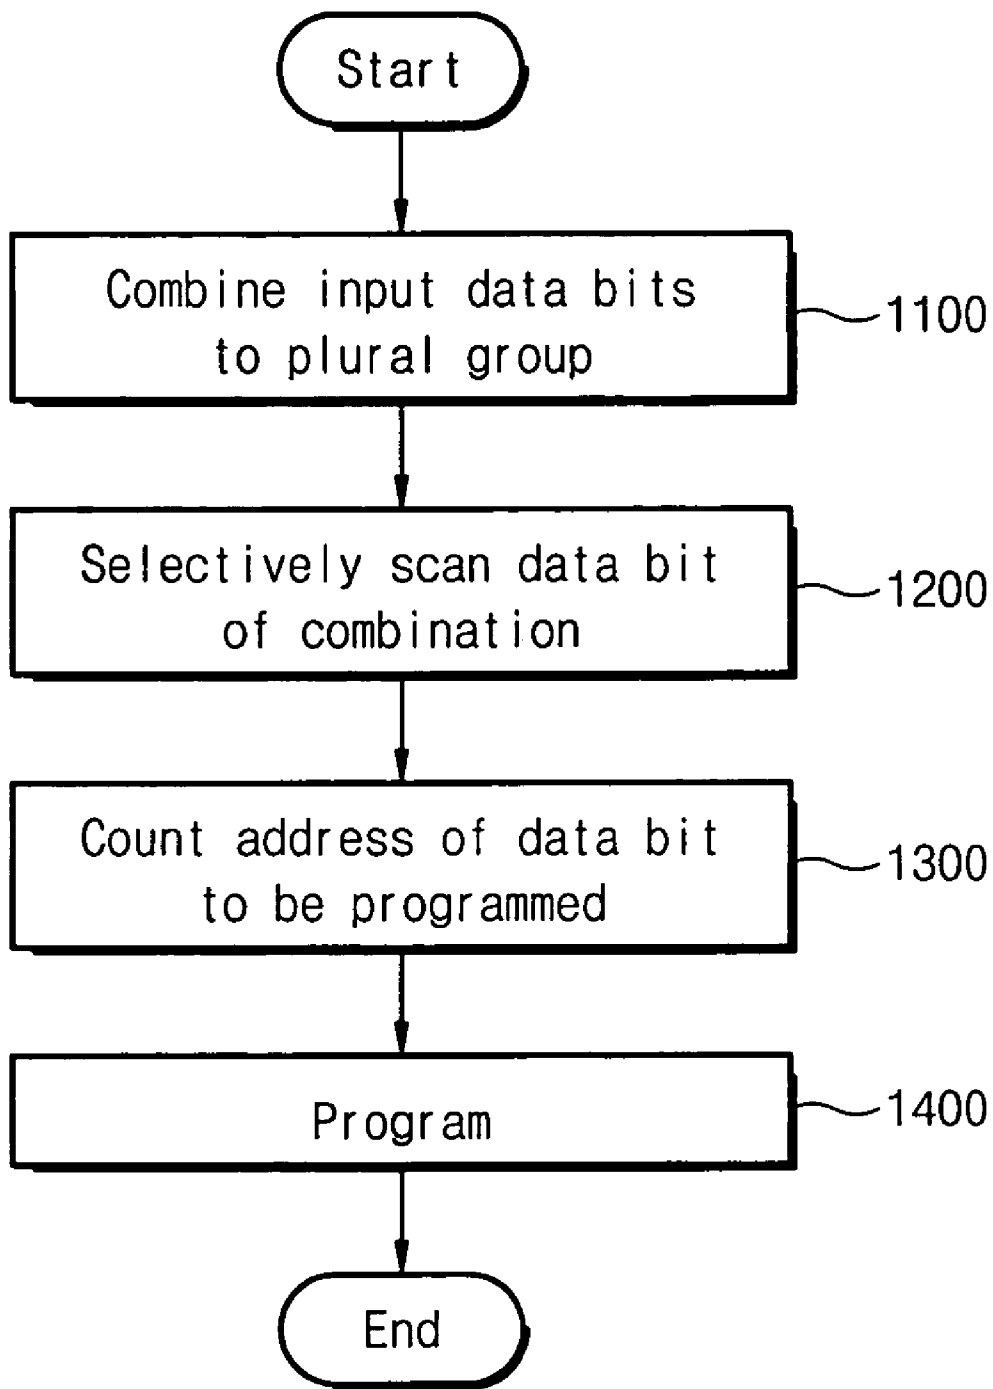 Start
Combine input data bits
to plural group
1100
Selectively scan data bit
of combination
1200
Count address of data bit
to be programmed
1300
Program
1400
End